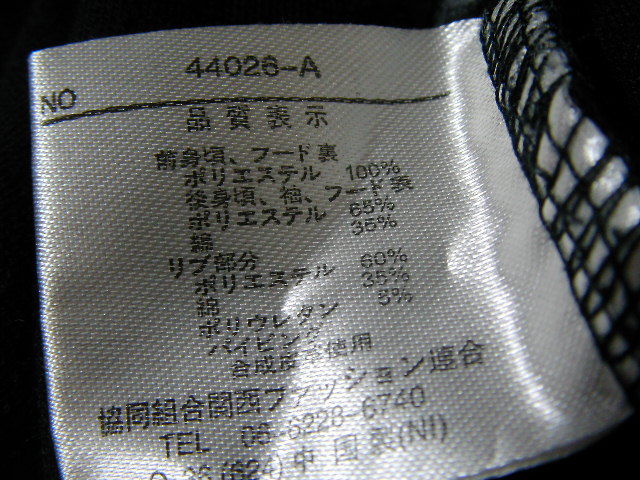 NO 44026-A
品質表示
前身頃、フード裏
ポリエステル 100%
後身頃、袖、フード表
ポリエステル 65%
綿 35%
リブ部分
ポリエステル 60%
綿 35%
ポリウレタン 5%
パイピング
合成皮革使用
協同組合関西ファッション連合
TEL 06-6228-6740
(624) 中国製(NI)